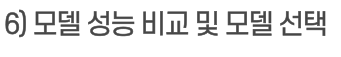 6) 모델 성능 비교 및 모델 선택